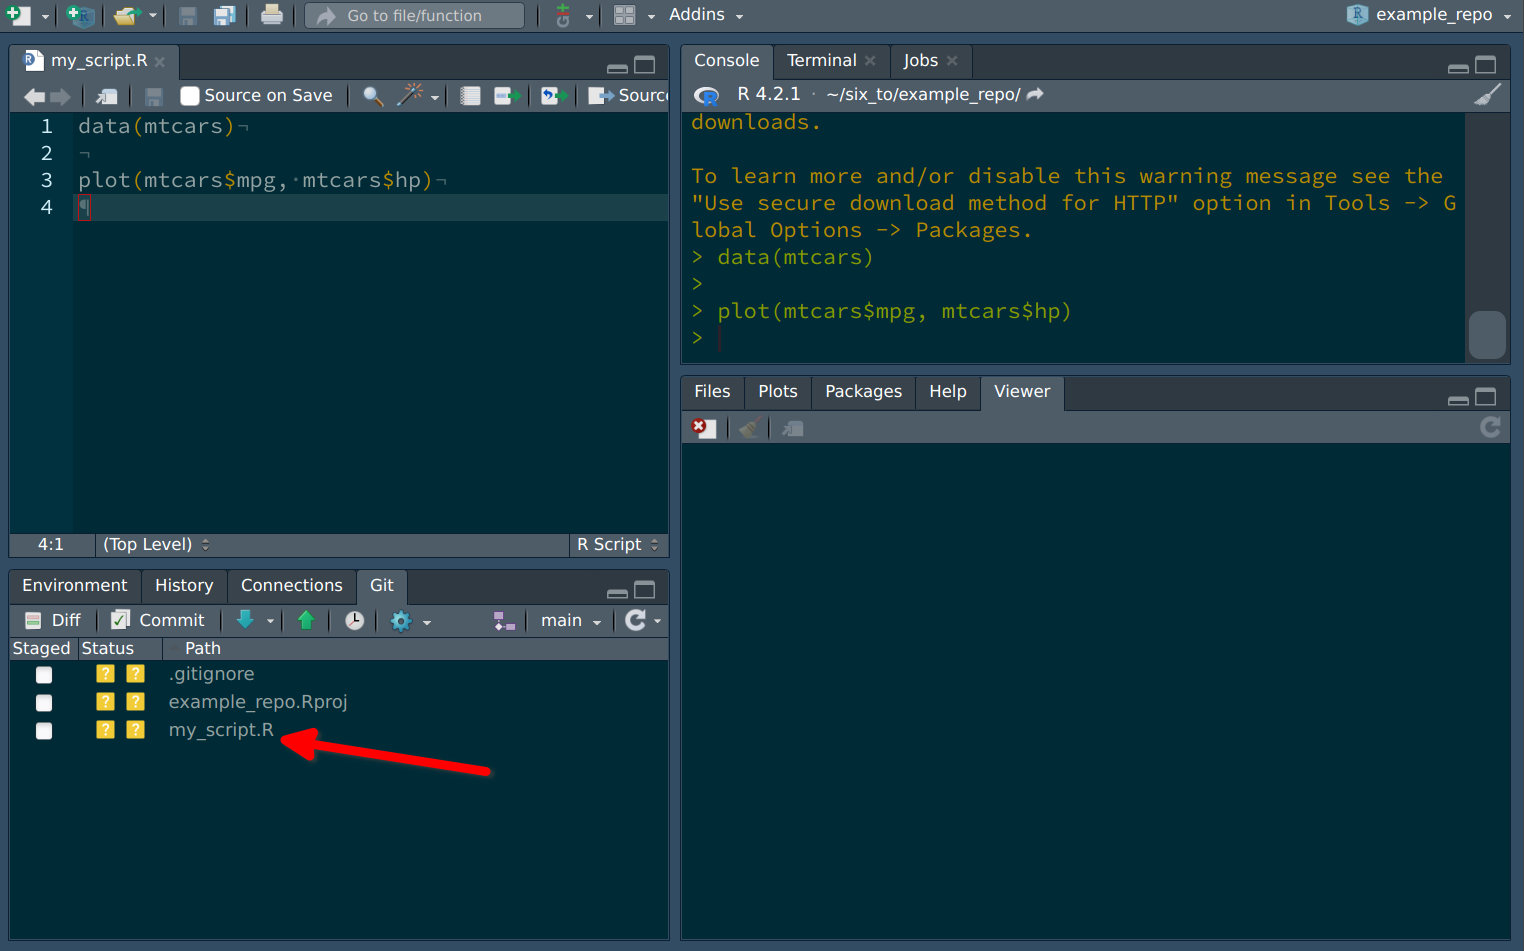 Go to file/function
Addins
example_repo
my_script.R
Source on Save
Sourc
1 data(mtcars)¬
2 ¬
3 plot(mtcars$mpg,·mtcars$hp)¬
4 ¶
4:1
(Top Level)
R Script
Console
Terminal
Jobs
R 4.2.1 · ~/six_to/example_repo/
downloads.
To learn more and/or disable this warning message see the
"Use secure download method for HTTP" option in Tools -> G
lobal Options -> Packages.
> data(mtcars)
>
> plot(mtcars$mpg, mtcars$hp)
>
Environment
History
Connections
Git
Diff
Commit
main
Staged
Status
Path
? ? .gitignore
? ? example_repo.Rproj
? ? my_script.R
Files
Plots
Packages
Help
Viewer